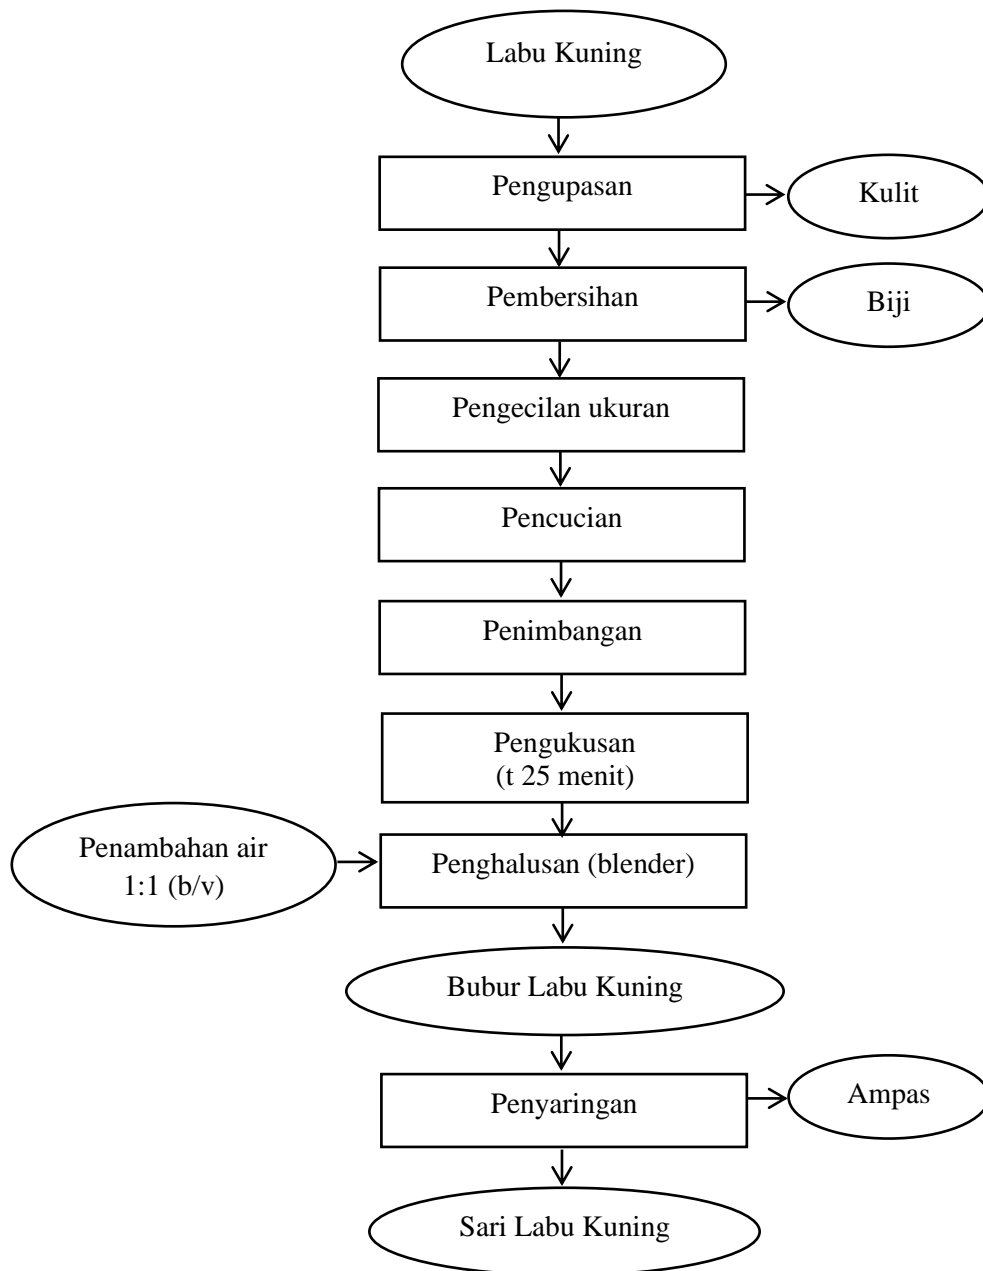 Labu Kuning
Pengupasan
Kulit
Pembersihan
Biji
Pengecilan ukuran
Pencucian
Penimbangan
Pengukusan
(t 25 menit)
Penambahan air
1:1 (b/v)
Penghalusan (blender)
Bubur Labu Kuning
Penyaringan
Ampas
Sari Labu Kuning